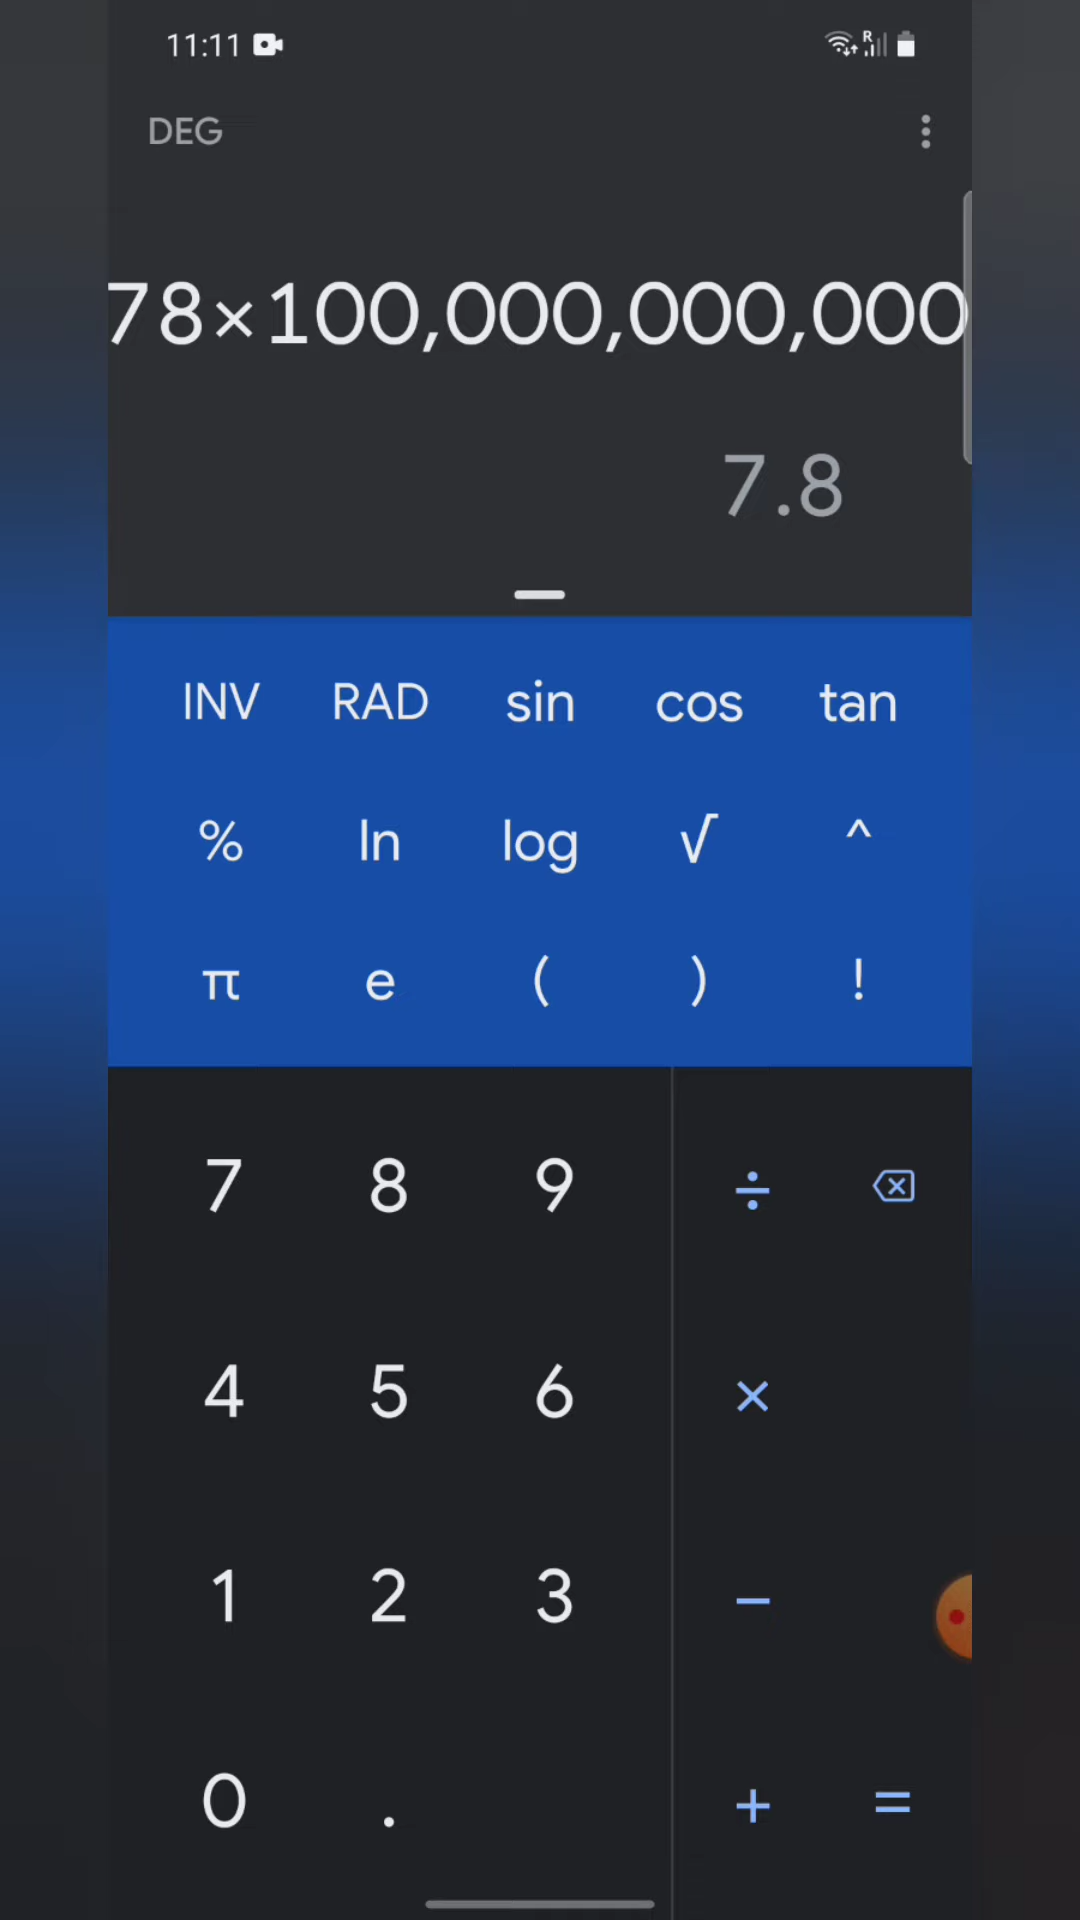 11:11 R
DEG
78×100,000,000,000
7.8
INV RAD sin cos tan
% ln log √ ^
π e ( ) !
7 8 9 ÷
4 5 6 ×
1 2 3 −
0 . + =